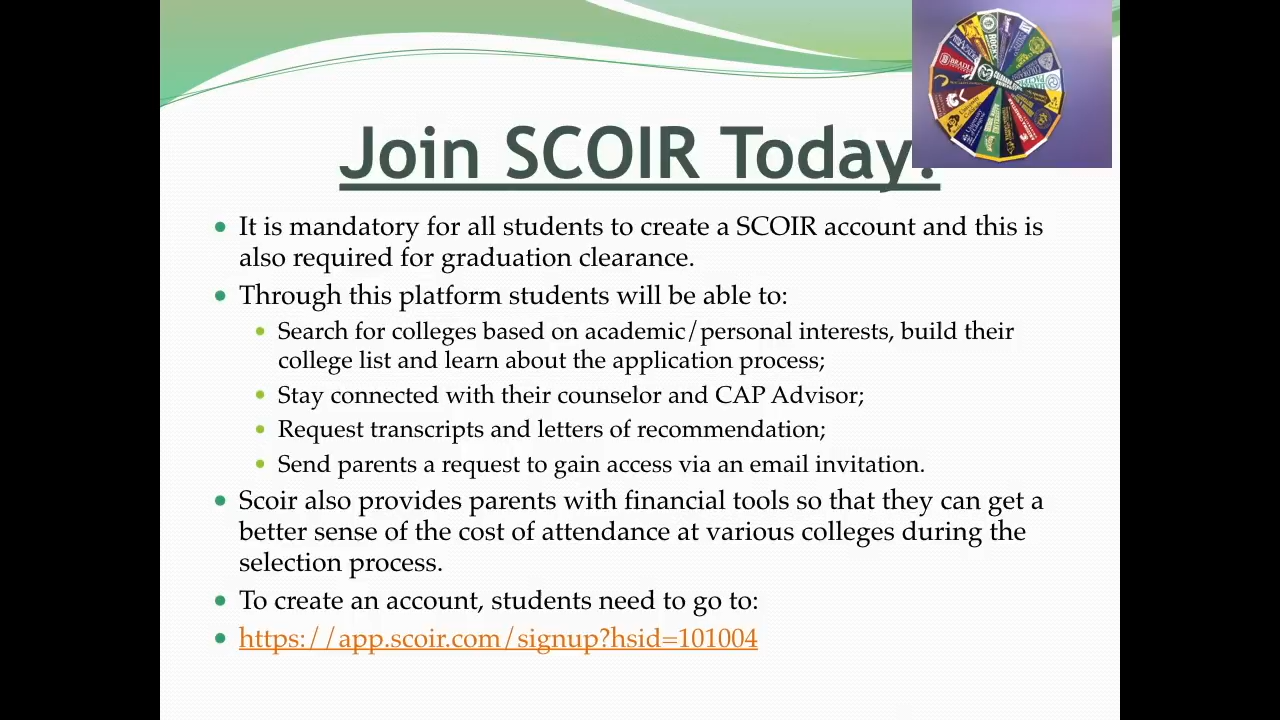 Join SCOIR Today!
It is mandatory for all students to create a SCOIR account and this is
also required for graduation clearance.
Through this platform students will be able to:
Search for colleges based on academic/personal interests, build their
college list and learn about the application process;
Stay connected with their counselor and CAP Advisor;
Request transcripts and letters of recommendation;
Send parents a request to gain access via an email invitation.
Scoir also provides parents with financial tools so that they can get a
better sense of the cost of attendance at various colleges during the
selection process.
To create an account, students need to go to:
https://app.scoir.com/signup?hsid=101004